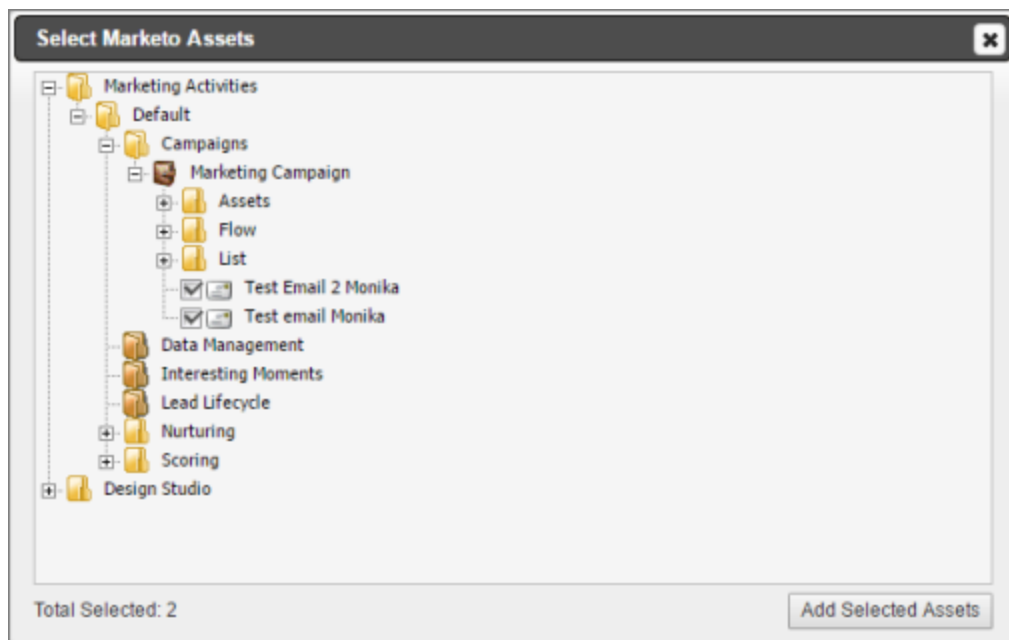 Select Marketo Assets
Marketing Activities
Default
Campaigns
Marketing Campaign
Assets
Flow
List
Test Email 2 Monika
Test email Monika
Data Management
Interesting Moments
Lead Lifecycle
Nurturing
Scoring
Design Studio
Total Selected: 2
Add Selected Assets